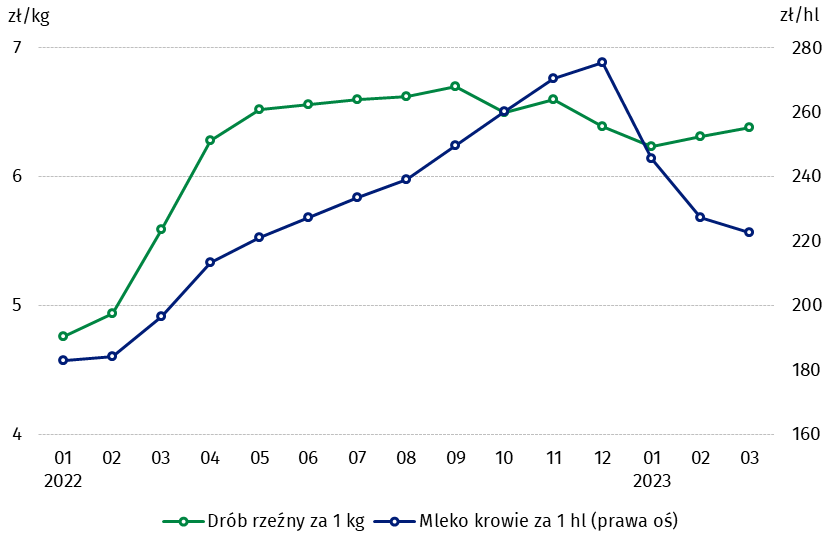 zł/kg zł/hl
7 280
260
6 240
220
5 200
180
4 160
01 02 03 04 05 06 07 08 09 10 11 12 01 02 03
2022 2023
Drób rzeźny za 1 kg Mleko krowie za 1 hl (prawa oś)